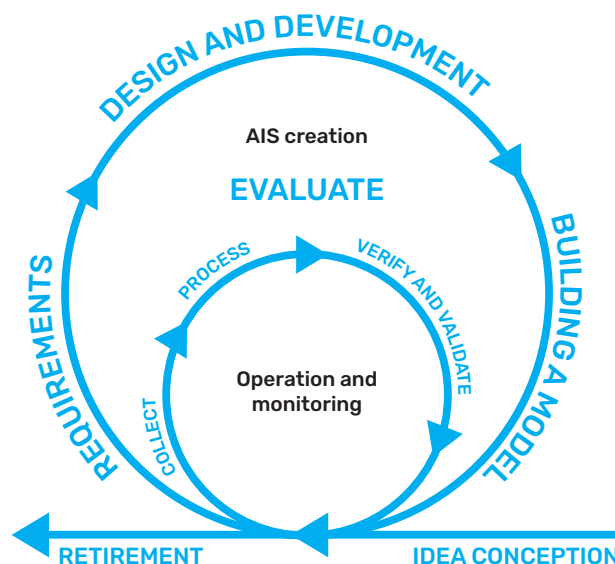 DESIGN AND DEVELOPMENT
AIS creation
EVALUATE
REQUIREMENTS
BUILDING A MODEL
PROCESS
VERIFY AND VALIDATE
COLLECT
Operation and
monitoring
RETIREMENT
IDEA CONCEPTION